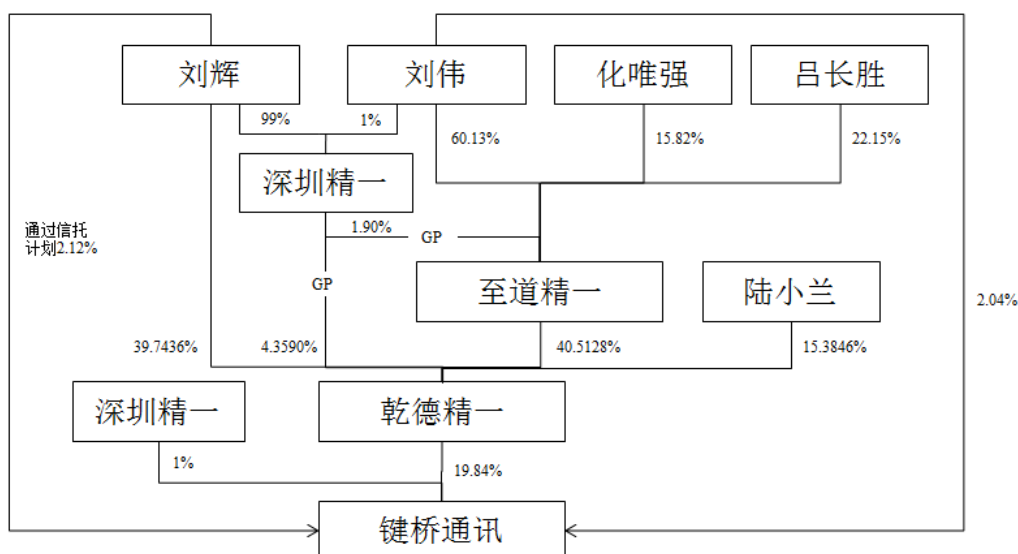 刘辉
刘伟
化唯强
吕长胜
99%
1%
60.13%
15.82%
22.15%
深圳精一
通过信托
计划2.12%
1.90%
GP
GP
至道精一
陆小兰
2.04%
39.7436%
4.3590%
40.5128%
15.3846%
深圳精一
乾德精一
1%
19.84%
键桥通讯